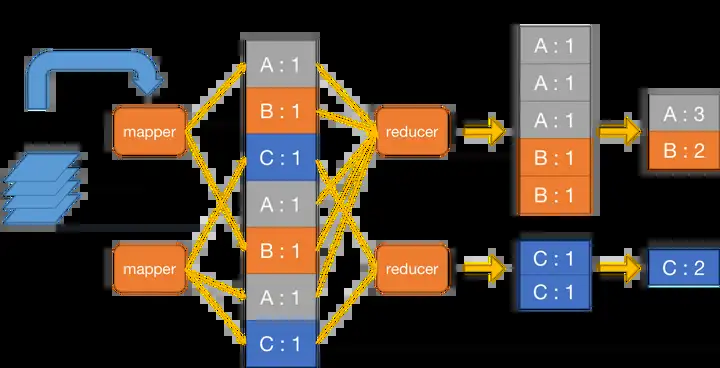 mapper
mapper
A : 1
B : 1
C : 1
A : 1
B : 1
A : 1
C : 1
reducer
reducer
A : 1
A : 1
A : 1
B : 1
B : 1
A : 3
B : 2
C : 1
C : 1
C : 2